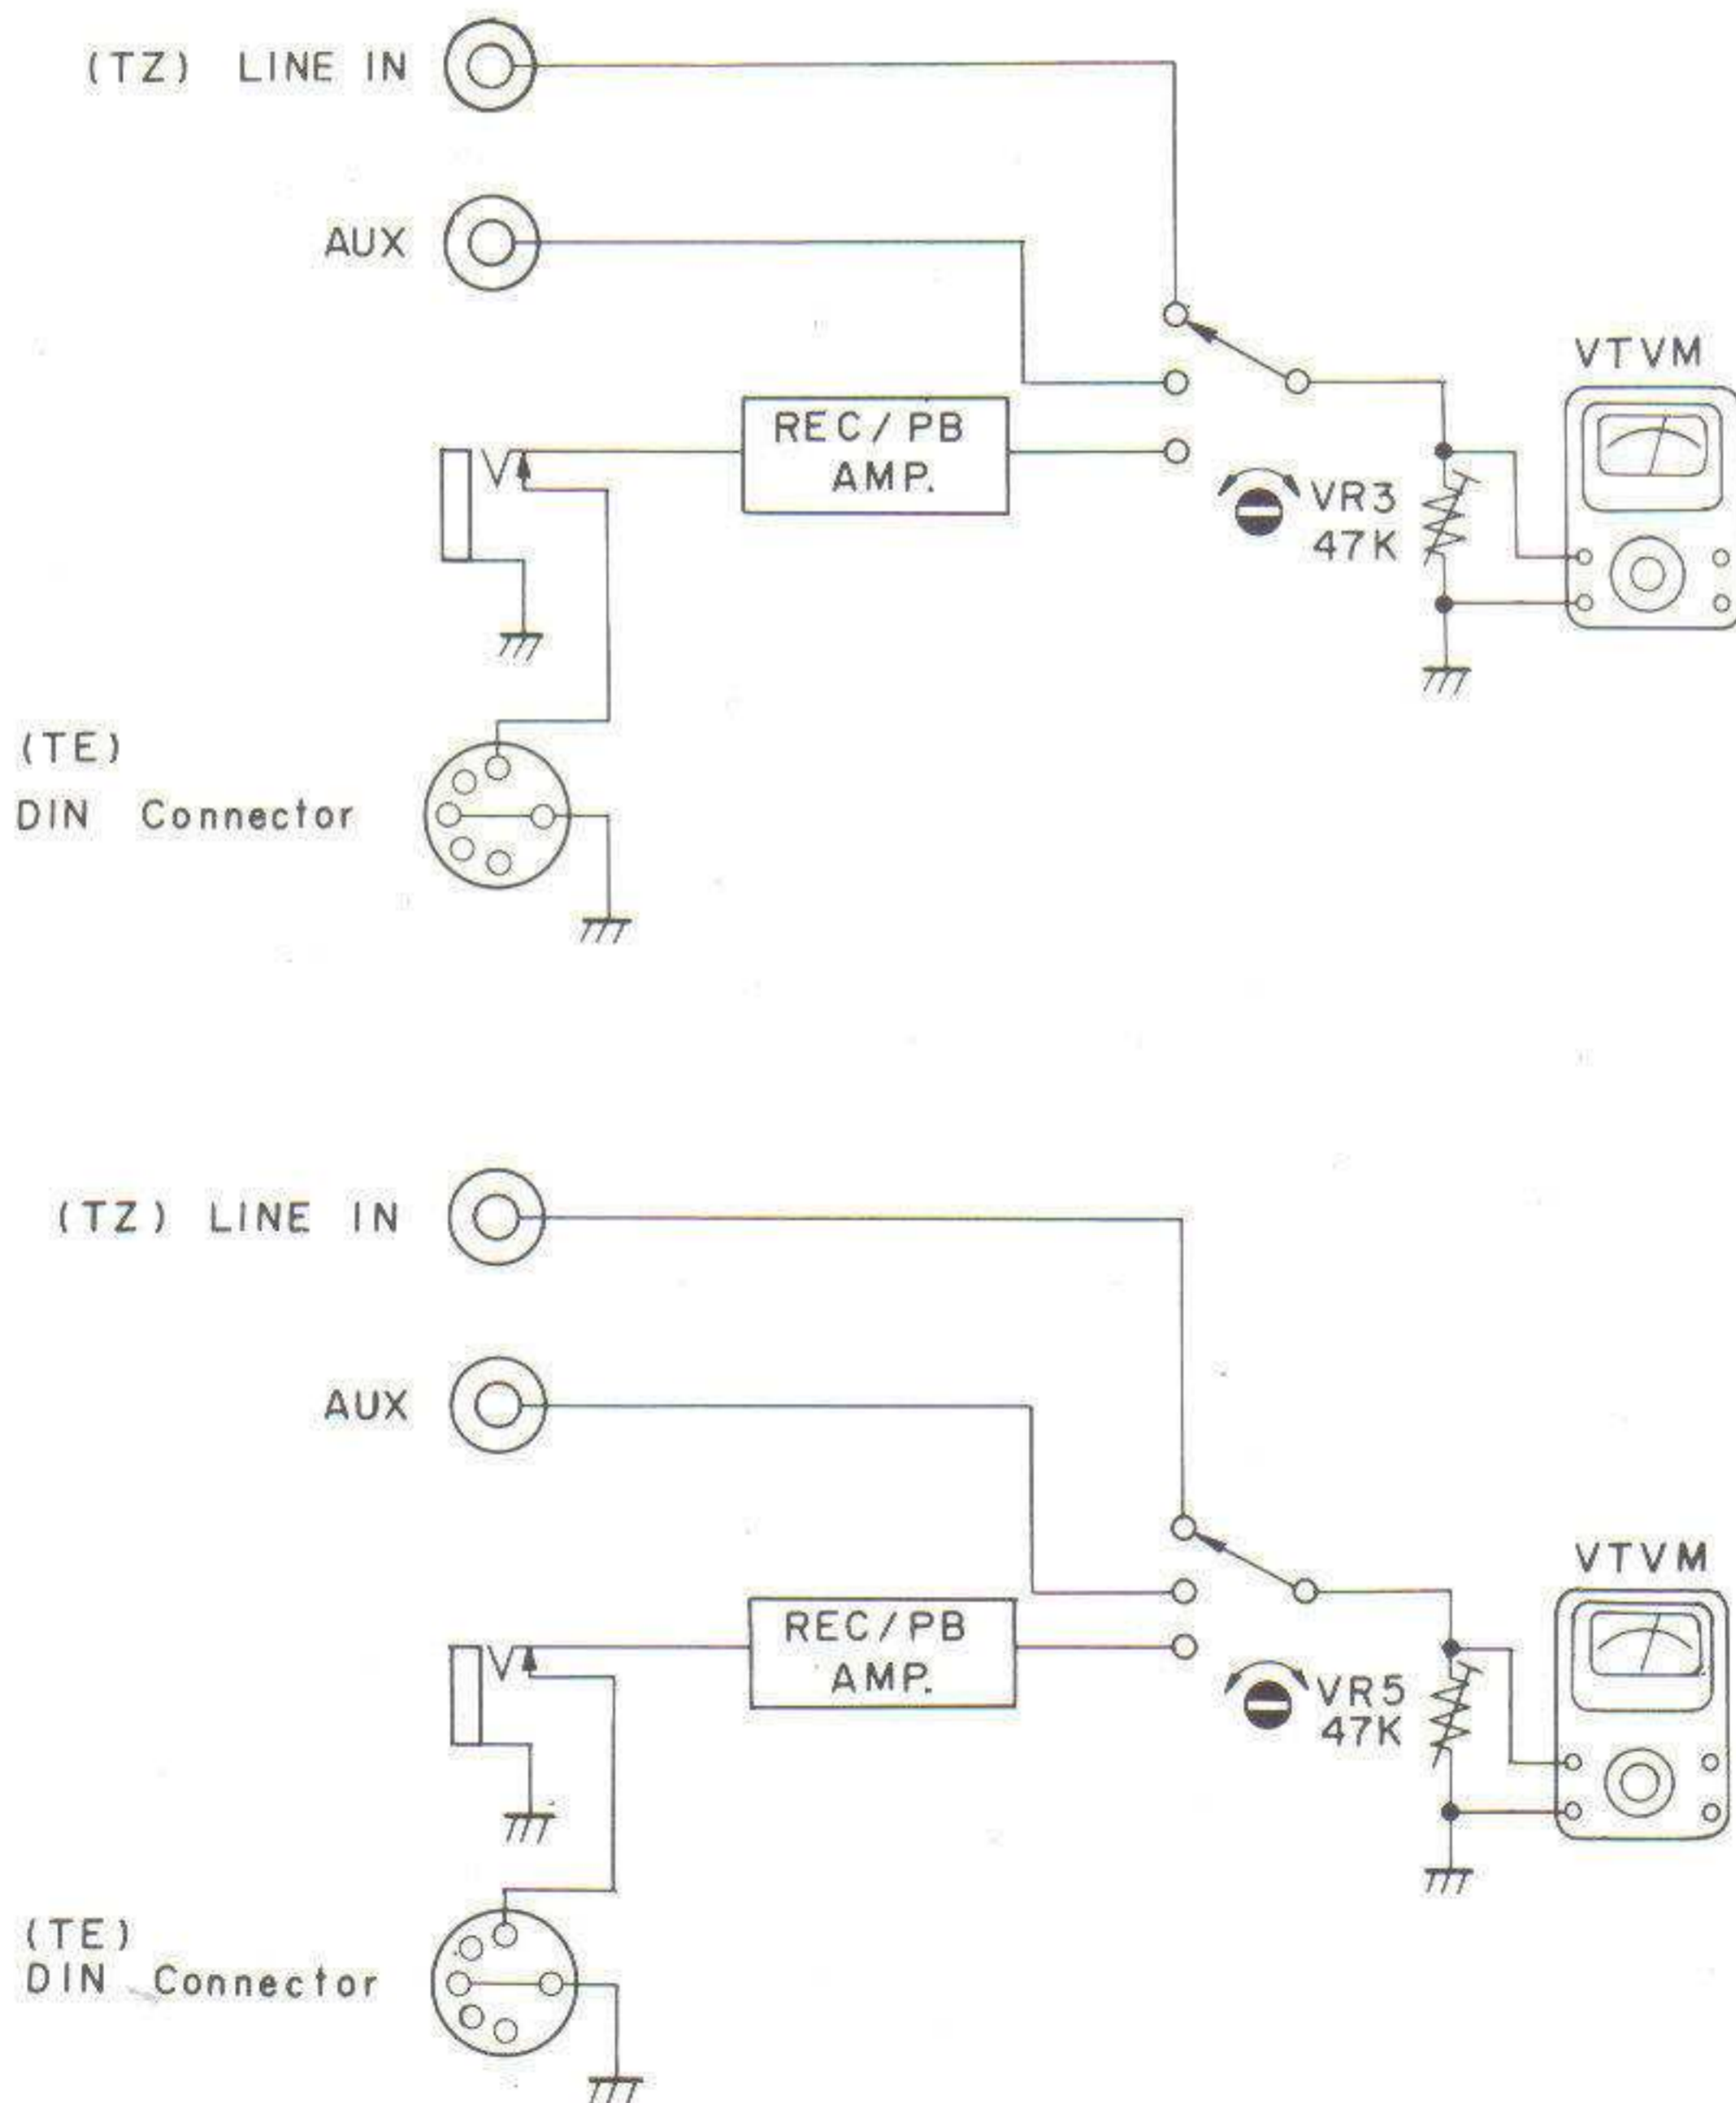 (TZ) LINE IN
AUX
VTVM
REC/PB
AMP.
VR3
47K
(TE)
DIN Connector
(TZ) LINE IN
AUX
VTVM
REC/PB
AMP.
VR5
47K
(TE)
DIN Connector